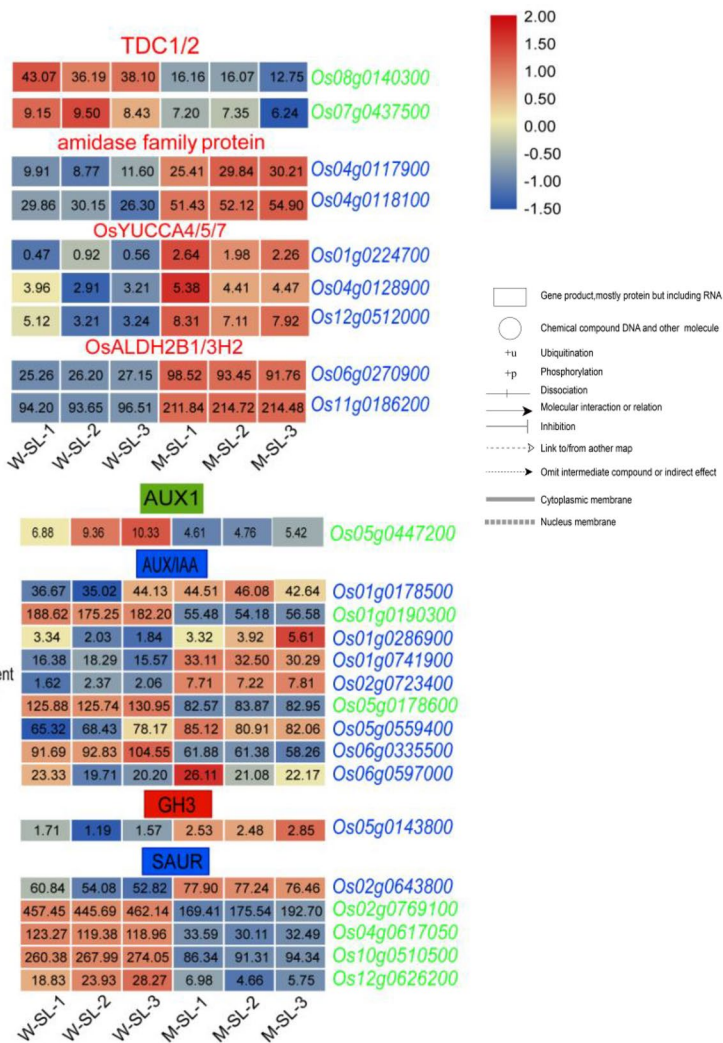 TDC1/2
43.07 36.19 38.10 16.16 16.07 12.75 Os08g0140300
9.15 9.50 8.43 7.20 7.35 6.24 Os07g0437500
amidase family protein
9.91 8.77 11.60 25.41 29.84 30.21 Os04g0117900
29.86 30.15 26.30 51.43 52.12 54.90 Os04g0118100
OsYUCCA4/5/7
0.47 0.92 0.56 2.64 1.98 2.26 Os01g0224700
3.96 2.91 3.21 5.38 4.41 4.47 Os04g0128900
5.12 3.21 3.24 8.31 7.11 7.92 Os12g0512000
OsALDH2B1/3H2
25.26 26.20 27.15 98.52 93.45 91.76 Os06g0270900
94.20 93.65 96.51 211.84 214.72 214.48 Os11g0186200
W-SL-1 W-SL-2 W-SL-3 M-SL-1 M-SL-2 M-SL-3
2.00
1.50
1.00
0.50
0.00
-0.50
-1.00
-1.50
Gene product,mostly protein but including RNA
Chemical compound DNA and other molecule
+u Ubiquitination
+p Phosphorylation
Dissociation
Molecular interaction or relation
Inhibition
Link to/from aother map
Omit intermediate compound or indirect effect
Cytoplasmic membrane
Nucleus membrane
AUX1
6.88 9.36 10.33 4.61 4.76 5.42 Os05g0447200
AUX/IAA
36.67 35.02 44.13 44.51 46.08 42.64 Os01g0178500
188.62 175.25 182.20 55.48 54.18 56.58 Os01g0190300
3.34 2.03 1.84 3.32 3.92 5.61 Os01g0286900
16.38 18.29 15.57 33.11 32.50 30.29 Os01g0741900
1.62 2.37 2.06 7.71 7.22 7.81 Os02g0723400
125.88 125.74 130.95 82.57 83.87 82.95 Os05g0178600
65.32 68.43 78.17 85.12 80.91 82.06 Os05g0559400
91.69 92.83 104.55 61.88 61.38 58.26 Os06g0335500
23.33 19.71 20.20 26.11 21.08 22.17 Os06g0597000
GH3
1.71 1.19 1.57 2.53 2.48 2.85 Os05g0143800
SAUR
60.84 54.08 52.82 77.90 77.24 76.46 Os02g0643800
457.45 445.69 462.14 169.41 175.54 192.70 Os02g0769100
123.27 119.38 118.96 33.59 30.11 32.49 Os04g0617050
260.38 267.99 274.05 86.34 91.31 94.34 Os10g0510500
18.83 23.93 28.27 6.98 4.66 5.75 Os12g0626200
W-SL-1 W-SL-2 W-SL-3 M-SL-1 M-SL-2 M-SL-3